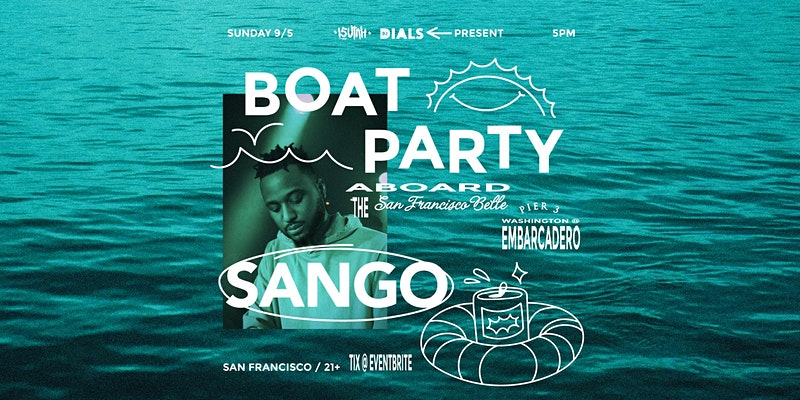 SUNDAY 9/5
DIALS
PRESENT
5PM
BOAT
PARTY
ABOARD
THE San Francisco Belle
PIER 3
WASHINGTON @
EMBARCADERO
SANGO
SAN FRANCISCO / 21+
TIX @ EVENTBRITE